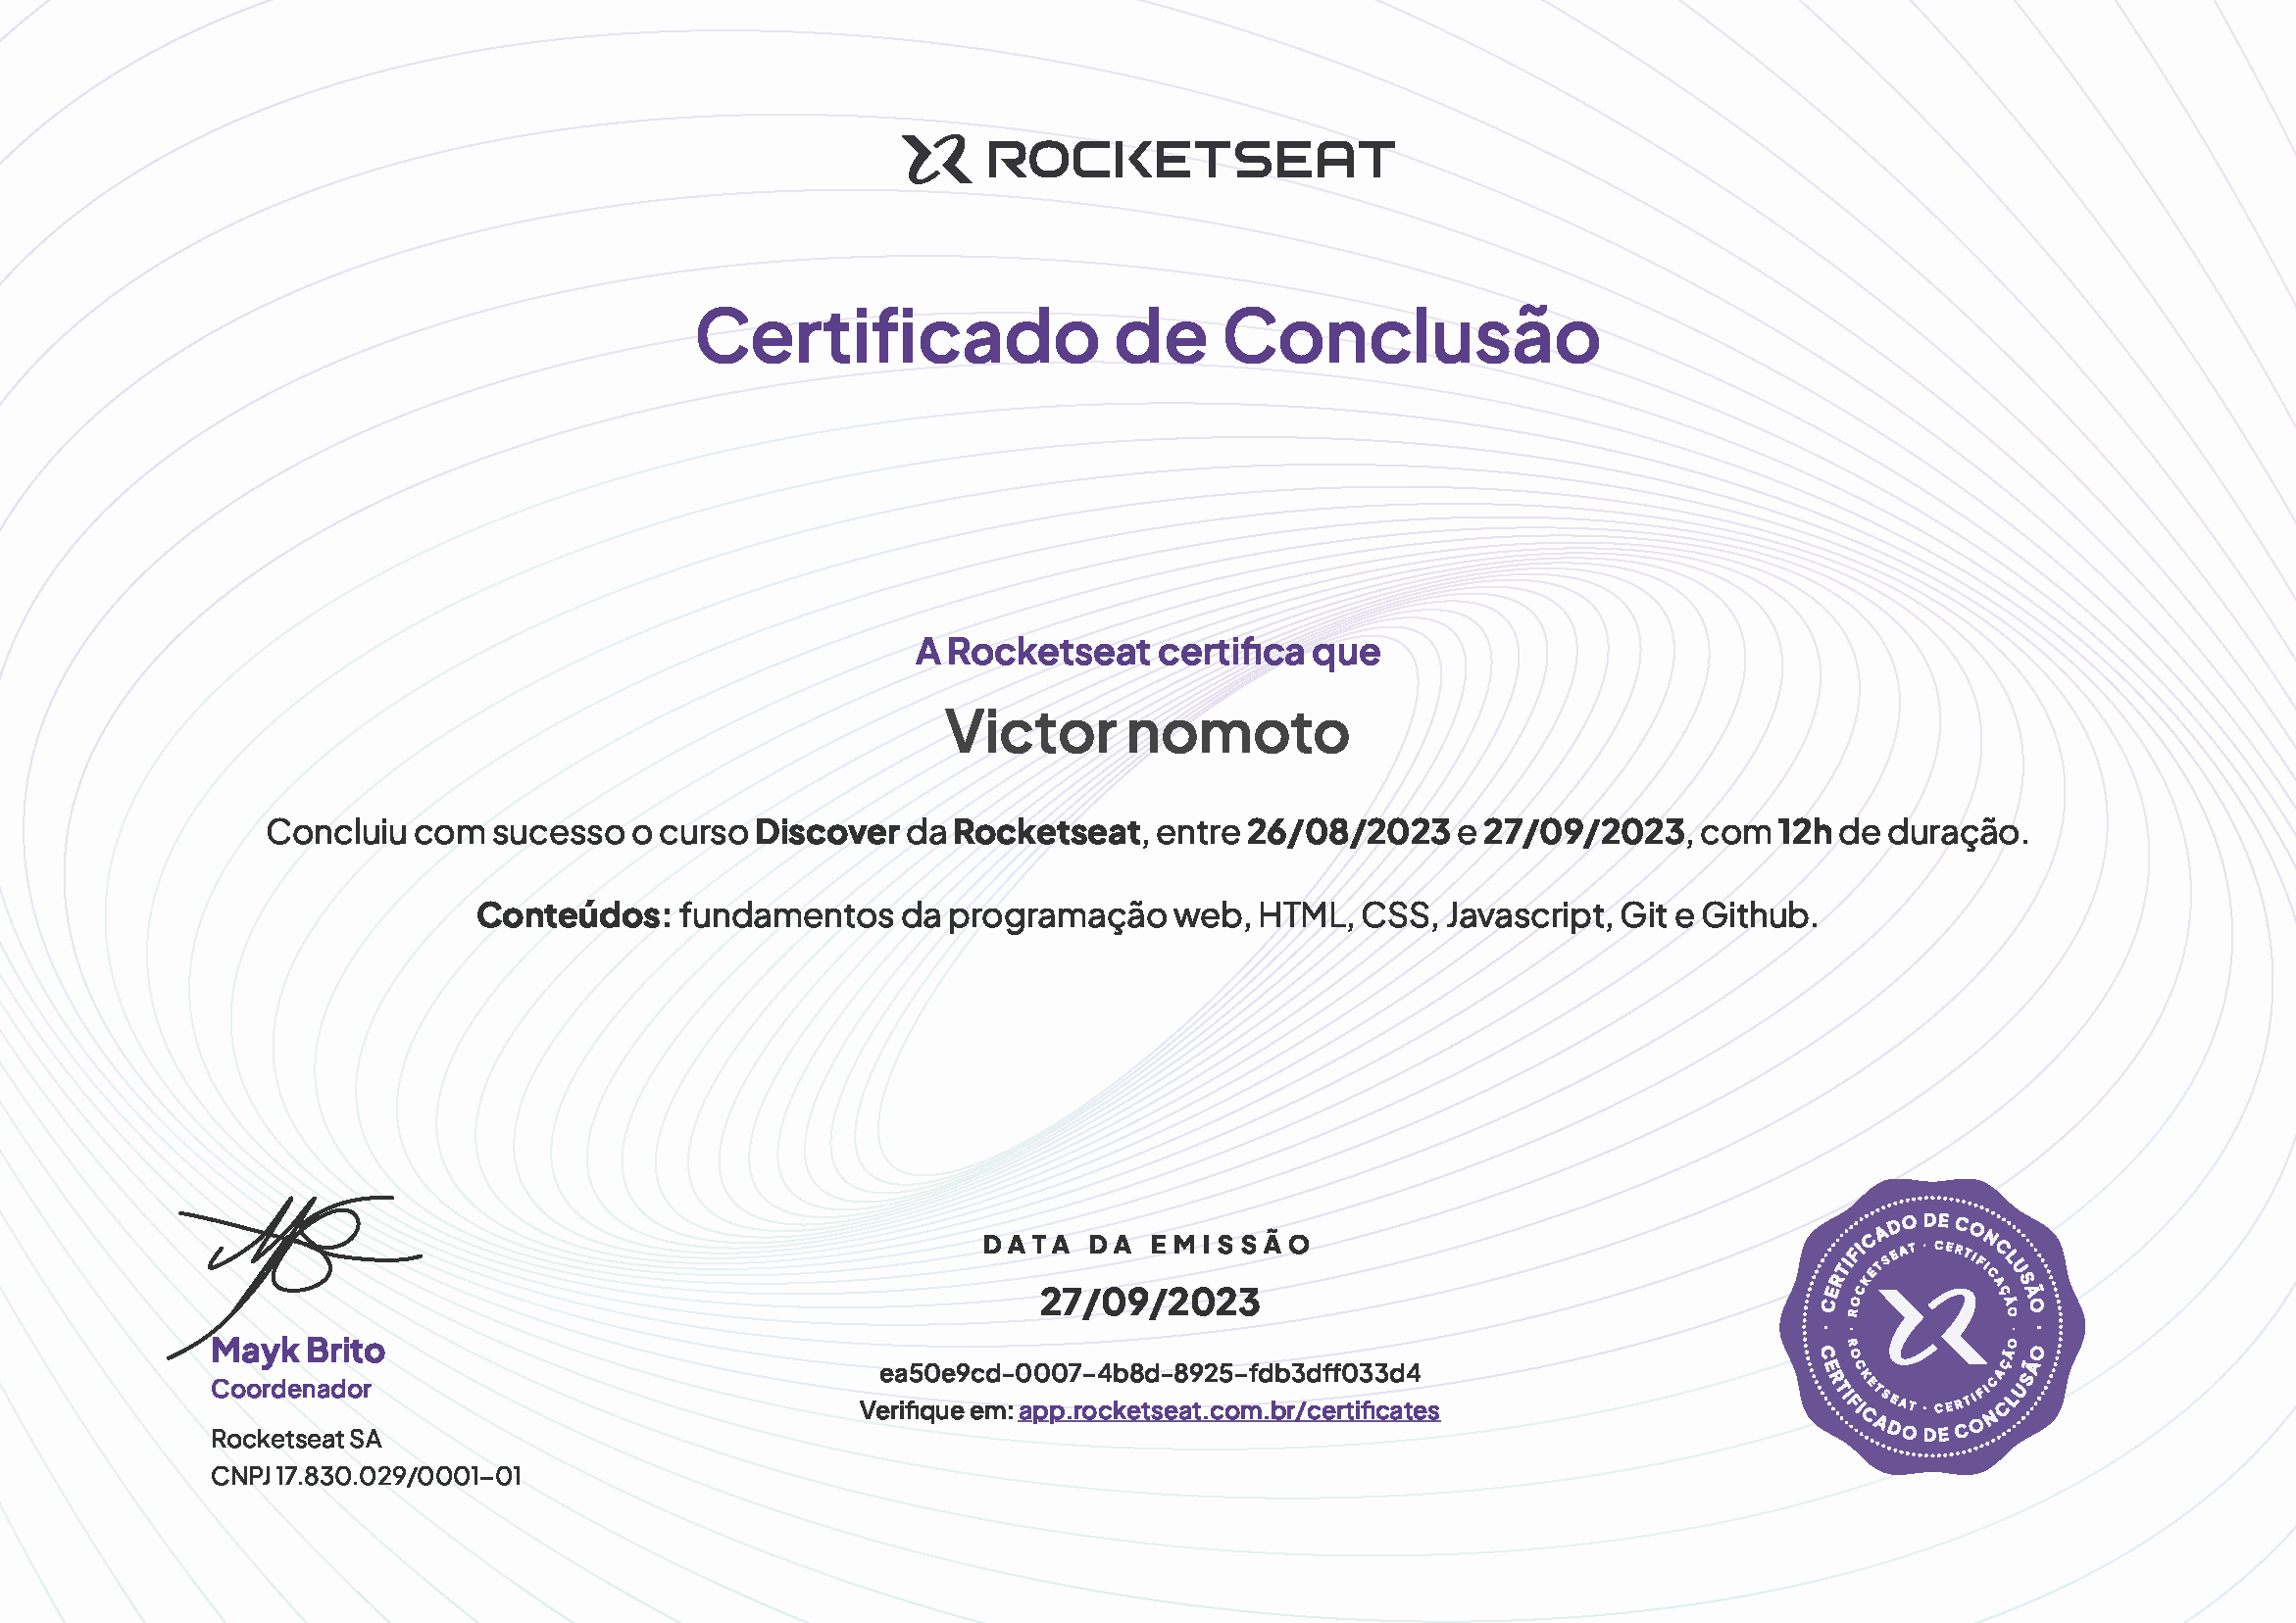 ROCKETSEAT
Certificado de Conclusão
A Rocketseat certifica que
Victor nomoto
Concluiu com sucesso o curso Discover da Rocketseat, entre 26/08/2023 e 27/09/2023, com 12h de duração.
Conteúdos: fundamentos da programação web, HTML, CSS, Javascript, Git e Github.
Mayk Brito
Coordenador
Rocketseat SA
CNPJ 17.830.029/0001-01
DATA DA EMISSÃO
27/09/2023
ea50e9cd-0007-4b8d-8925-fdb3dff033d4
Verifique em: app.rocketseat.com.br/certificates
· CERTIFICADO DE CONCLUSÃO ·
· ROCKETSEAT · CERTIFICAÇÃO ·
ROCKETSEAT · CERTIFICAÇÃO
CERTIFICADO DE CONCLUSÃO